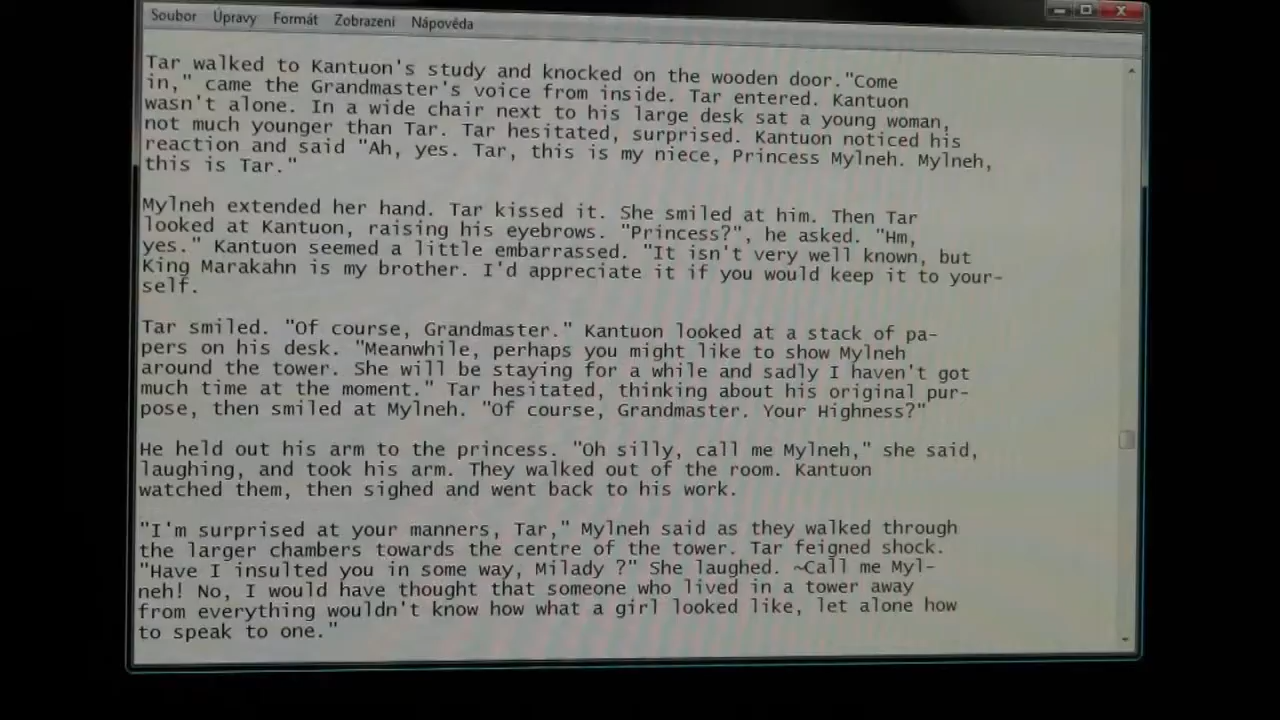 Soubor Úpravy Formát Zobrazení Nápověda
Tar walked to Kantuon's study and knocked on the wooden door."Come
in," came the Grandmaster's voice from inside. Tar entered. Kantuon
wasn't alone. In a wide chair next to his large desk sat a young woman,
not much younger than Tar. Tar hesitated, surprised. Kantuon noticed his
reaction and said "Ah, yes. Tar, this is my niece, Princess Mylneh. Mylneh,
this is Tar."
Mylneh extended her hand. Tar kissed it. She smiled at him. Then Tar
looked at Kantuon, raising his eyebrows. "Princess?", he asked. "Hm,
yes." Kantuon seemed a little embarrassed. "It isn't very well known, but
King Marakahn is my brother. I'd appreciate it if you would keep it to your-
self.
Tar smiled. "Of course, Grandmaster." Kantuon looked at a stack of pa-
pers on his desk. "Meanwhile, perhaps you might like to show Mylneh
around the tower. She will be staying for a while and sadly I haven't got
much time at the moment." Tar hesitated, thinking about his original pur-
pose, then smiled at Mylneh. "Of course, Grandmaster. Your Highness?"
He held out his arm to the princess. "Oh silly, call me Mylneh," she said,
laughing, and took his arm. They walked out of the room. Kantuon
watched them, then sighed and went back to his work.
"I'm surprised at your manners, Tar," Mylneh said as they walked through
the larger chambers towards the centre of the tower. Tar feigned shock.
"Have I insulted you in some way, Milady ?" She laughed. ~Call me Myl-
neh! No, I would have thought that someone who lived in a tower away
from everything wouldn't know how what a girl looked like, let alone how
to speak to one."